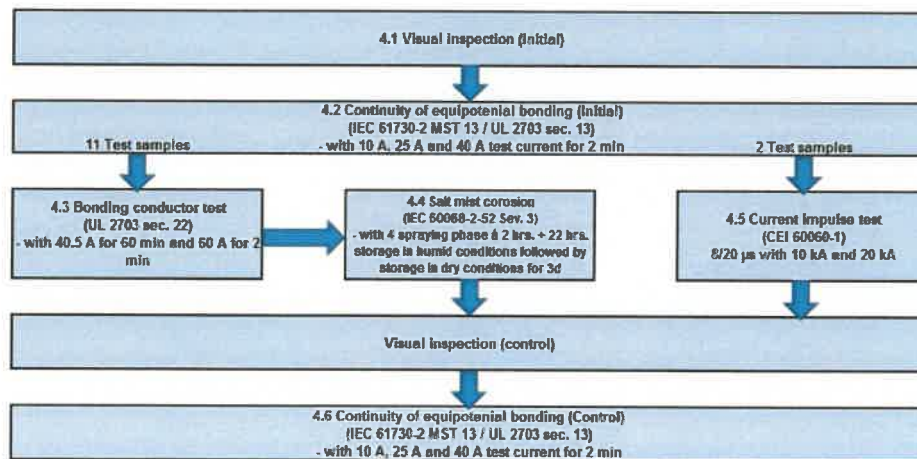 4.1 Visual inspection (Initial)
4.2 Continuity of equipotenial bonding (Initial)
(IEC 61730-2 MST 13 / UL 2703 sec. 13)
- with 10 A, 25 A and 40 A test current for 2 min
11 Test samples
2 Test samples
4.3 Bonding conductor test
(UL 2703 sec. 22)
- with 40.5 A for 60 min and 60 A for 2
min
4.4 Salt mist corrosion
(IEC 60068-2-52 Sev. 3)
- with 4 spraying phase á 2 hrs. + 22 hrs.
storage in humid conditions followed by
storage in dry conditions for 3d
4.5 Current impulse test
(CEI 60060-1)
8/20 µs with 10 kA and 20 kA
Visual inspection (control)
4.6 Continuity of equipotenial bonding (Control)
(IEC 61730-2 MST 13 / UL 2703 sec. 13)
- with 10 A, 25 A and 40 A test current for 2 min